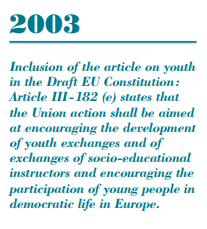 2003
Inclusion of the article on youth
in the Draft EU Constitution:
Article III-182 (e) states that
the Union action shall be aimed
at encouraging the development
of youth exchanges and of
exchanges of socio-educational
instructors and encouraging the
participation of young people in
democratic life in Europe.